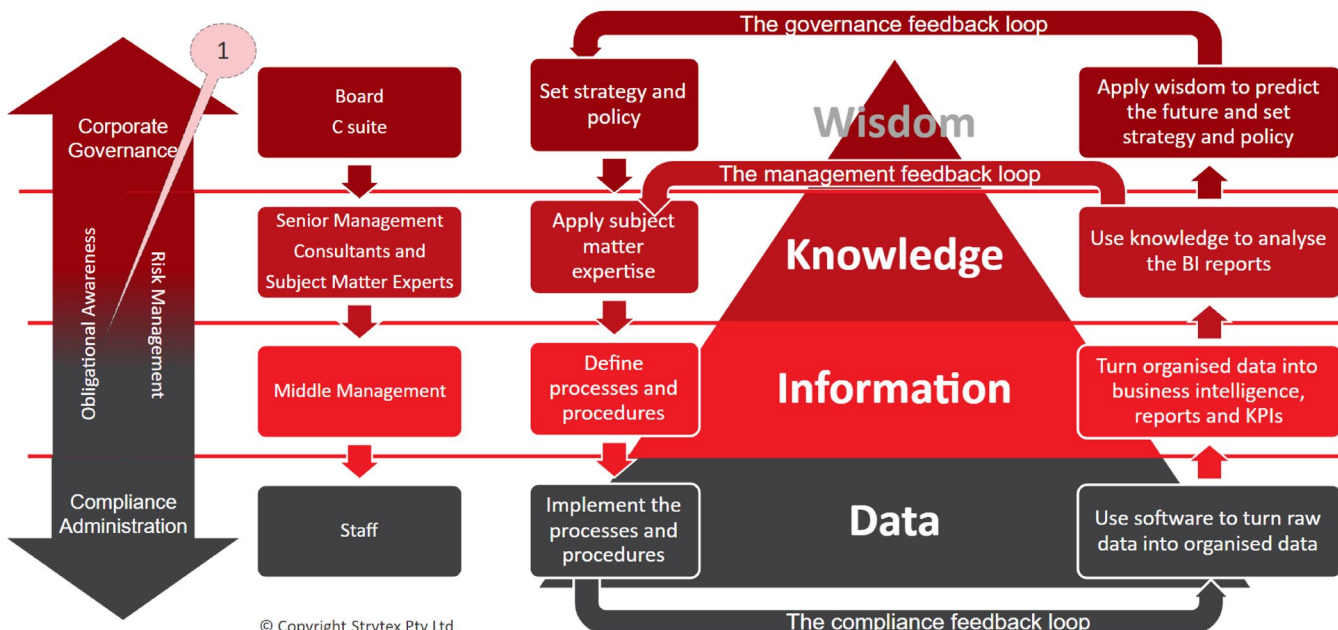 The governance feedback loop
1
Corporate
Governance
Board
C suite
Set strategy and
policy
Wisdom
Apply wisdom to predict
the future and set
strategy and policy
The management feedback loop
Obligational Awareness
Risk Management
Senior Management
Consultants and
Subject Matter Experts
Apply subject
matter
expertise
Knowledge
Use knowledge to analyse
the BI reports
Middle Management
Define
processes and
procedures
Information
Turn organised data into
business intelligence,
reports and KPIs
Compliance
Administration
Staff
Implement the
processes and
procedures
Data
Use software to turn raw
data into organised data
The compliance feedback loop
© Copyright Strytex Pty Ltd